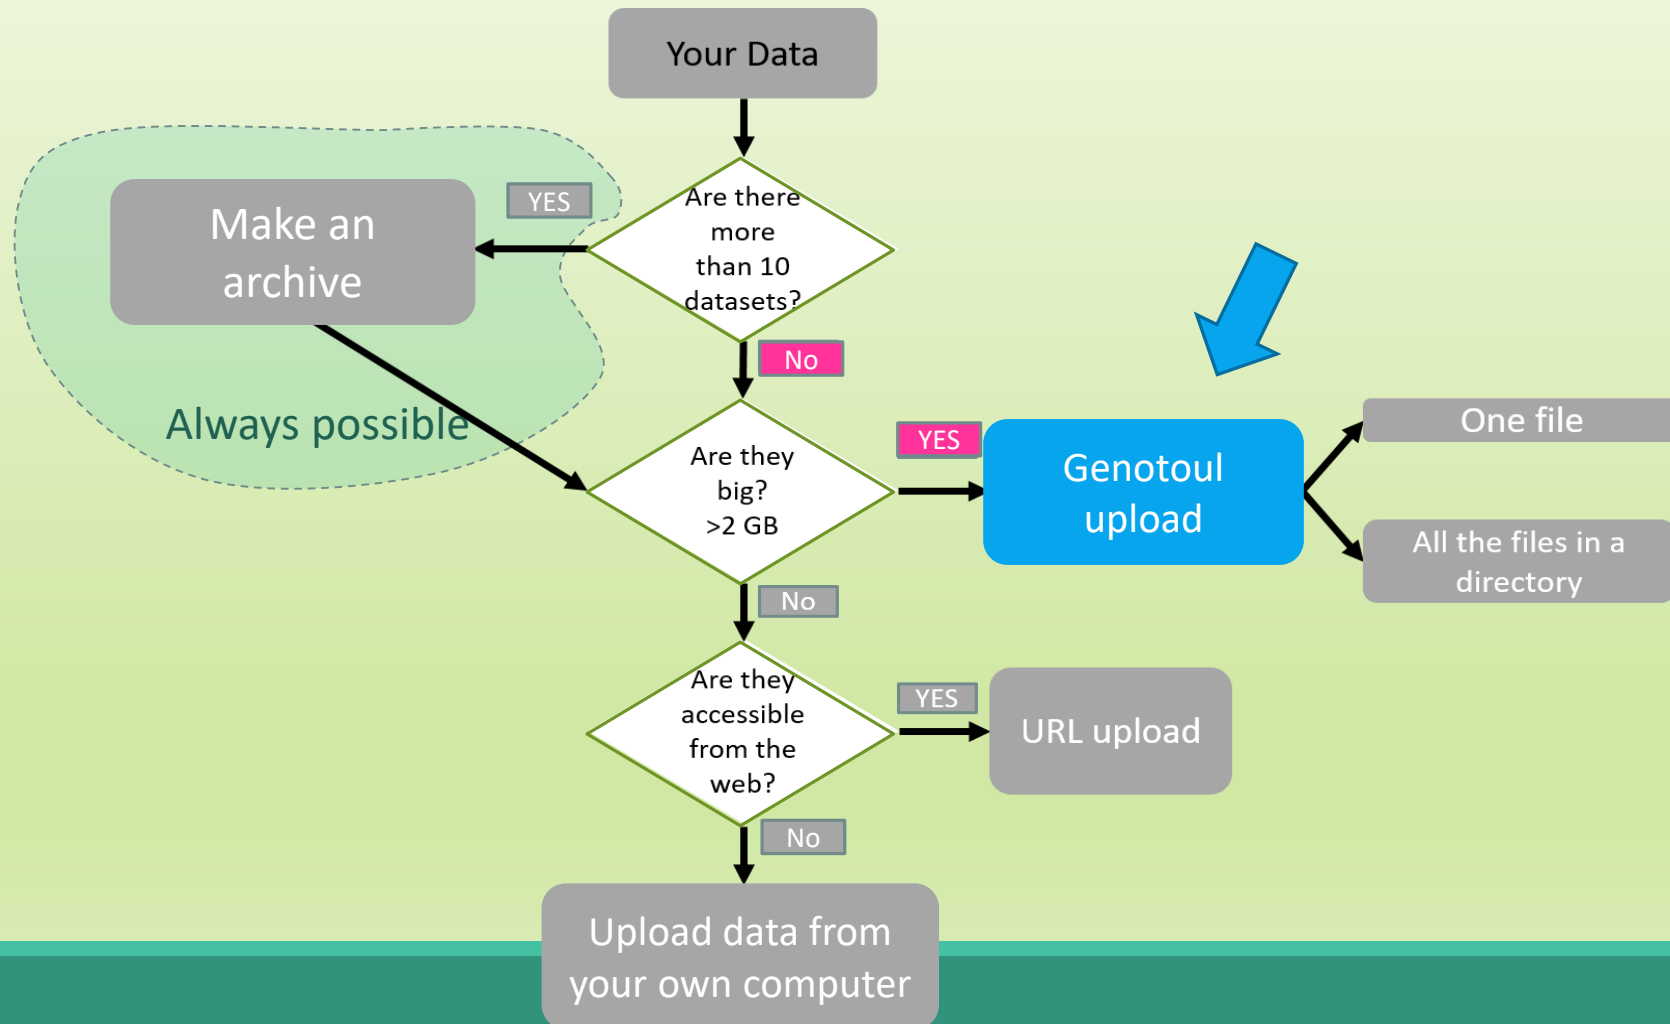 Your Data
YES
Are there
more
than 10
datasets?
Make an
archive
No
Always possible
Are they
big?
>2 GB
YES
Genotoul
upload
One file
All the files in a
directory
No
Are they
accessible
from the
web?
YES
URL upload
No
Upload data from
your own computer